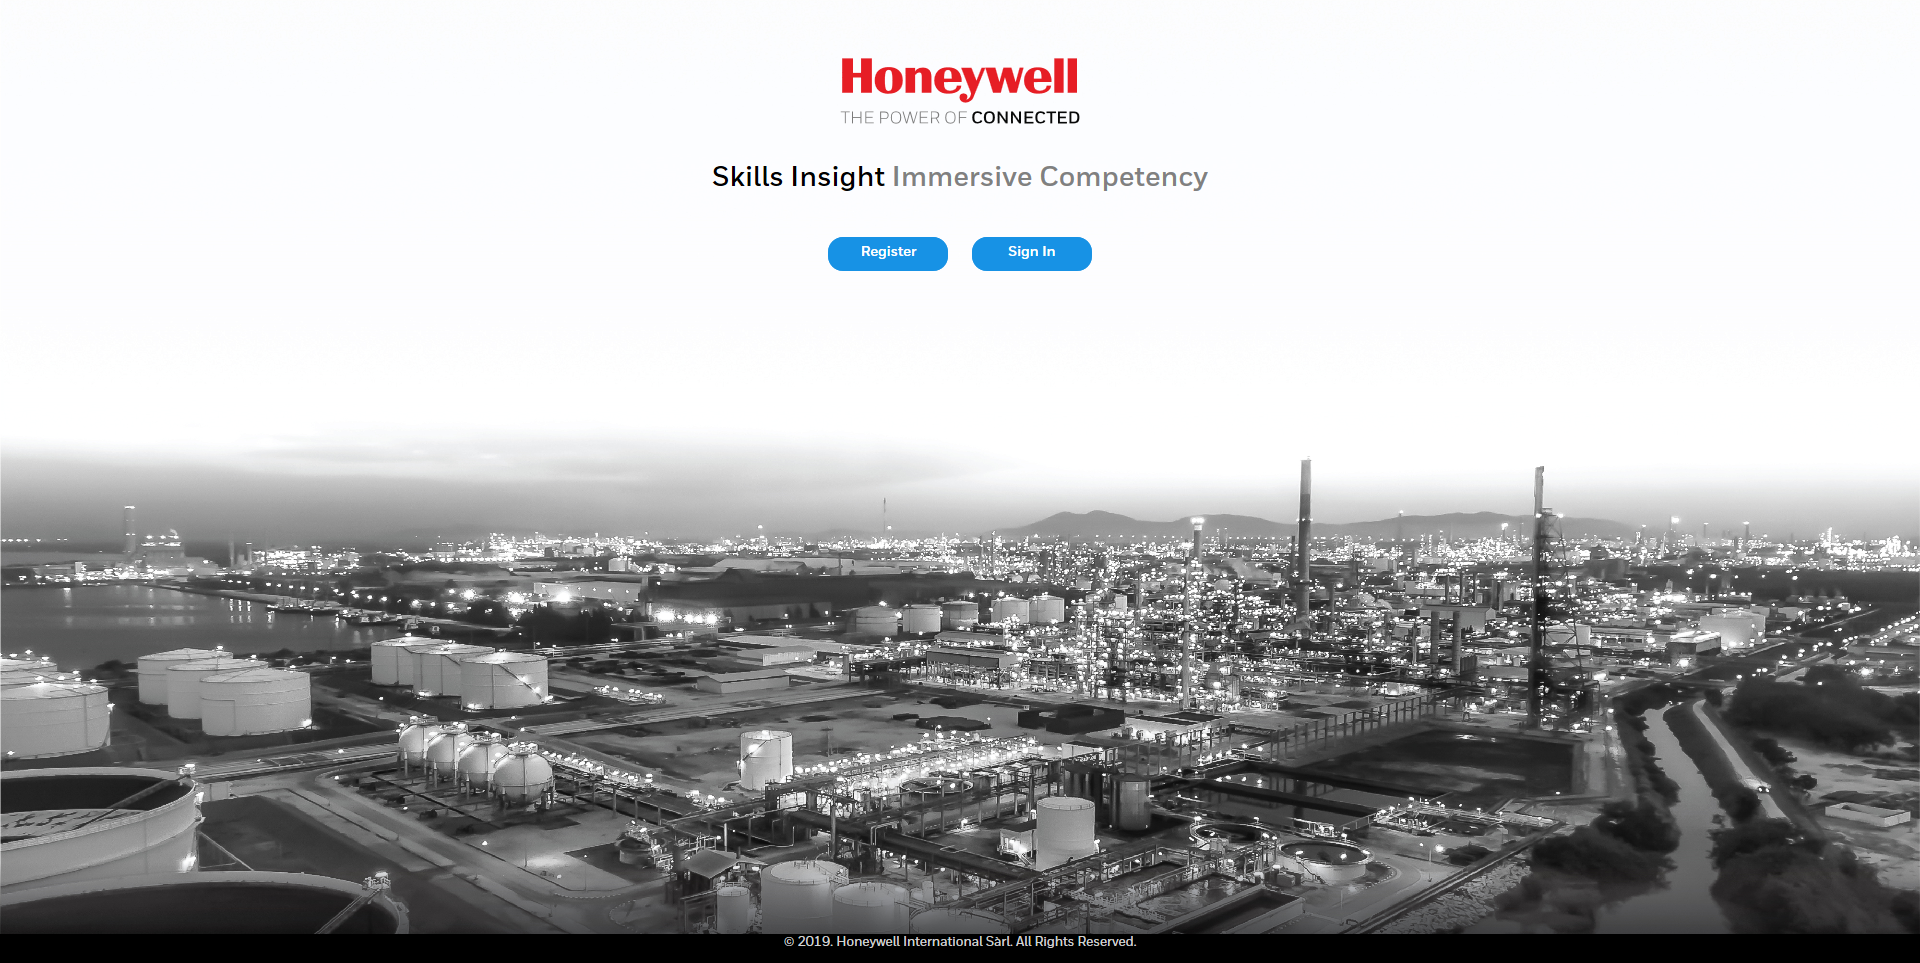 Honeywell
THE POWER OF CONNECTED
Skills Insight Immersive Competency
Register
Sign In
© 2019. Honeywell International Sàrl. All Rights Reserved.